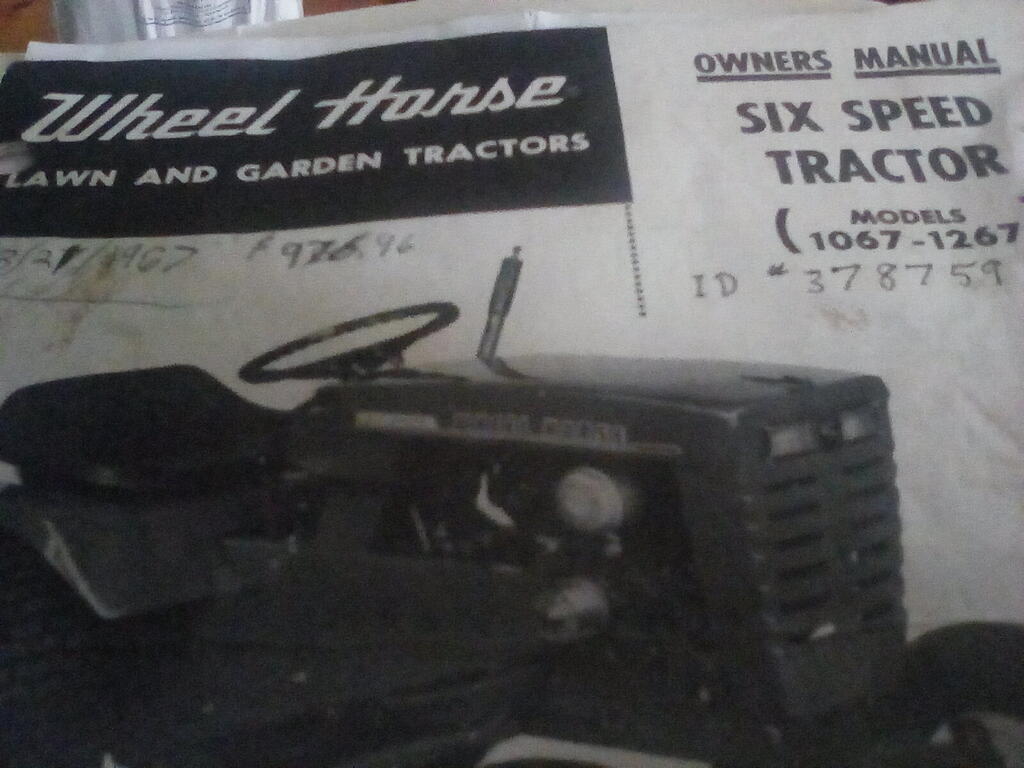 Wheel Horse
LAWN AND GARDEN TRACTORS
OWNERS MANUAL
SIX SPEED
TRACTOR
(MODELS
1067-1267
ID # 378759